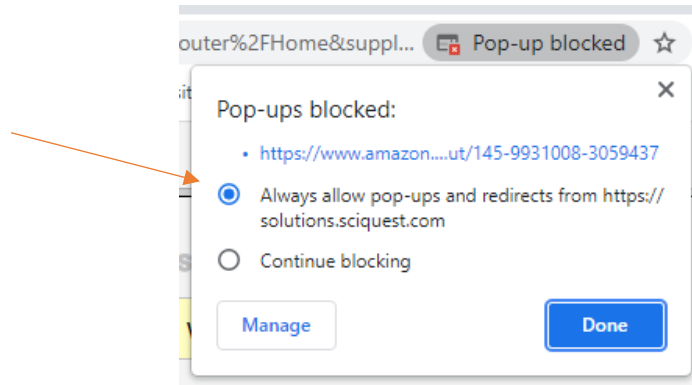 outer%2FHome&suppl... Pop-up blocked
sit
Pop-ups blocked:
• https://www.amazon....ut/145-9931008-3059437
Always allow pop-ups and redirects from https://
solutions.sciquest.com
Continue blocking
Manage Done